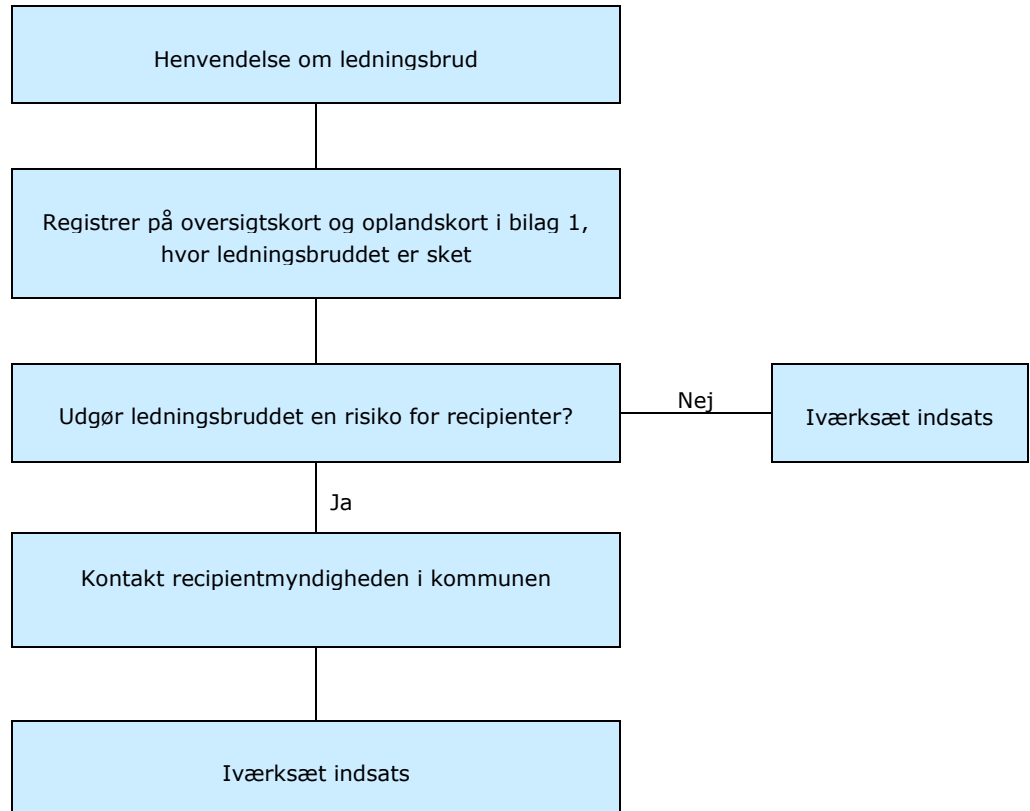 Henvendelse om ledningsbrud
Registrer på oversigtskort og oplandskort i bilag 1,
hvor ledningsbruddet er sket
Udgør ledningsbruddet en risiko for recipienter?
Nej
Iværksæt indsats
Ja
Kontakt recipientmyndigheden i kommunen
Iværksæt indsats